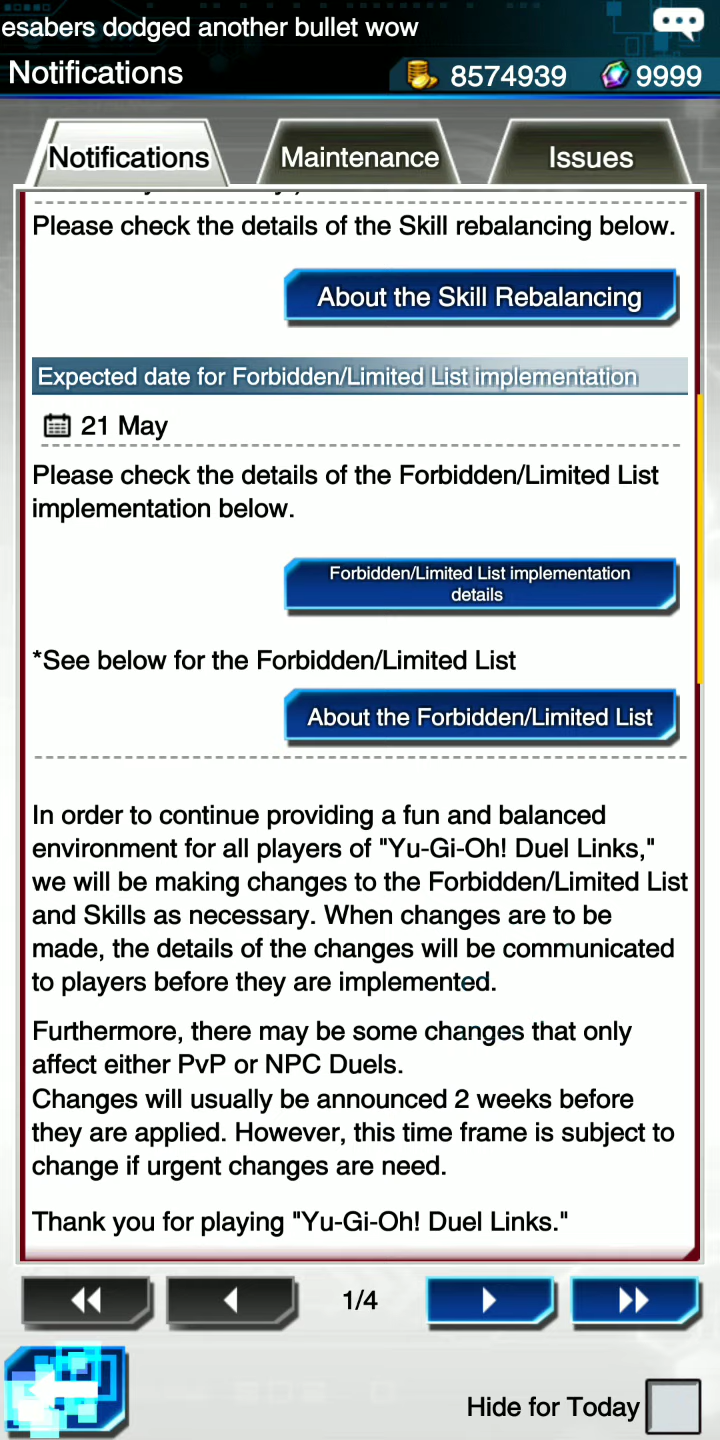 esabers dodged another bullet wow
Notifications
8574939
9999
Notifications
Maintenance
Issues
Please check the details of the Skill rebalancing below.
About the Skill Rebalancing
Expected date for Forbidden/Limited List implementation
21 May
Please check the details of the Forbidden/Limited List
implementation below.
Forbidden/Limited List implementation
details
*See below for the Forbidden/Limited List
About the Forbidden/Limited List
In order to continue providing a fun and balanced
environment for all players of "Yu-Gi-Oh! Duel Links,"
we will be making changes to the Forbidden/Limited List
and Skills as necessary. When changes are to be
made, the details of the changes will be communicated
to players before they are implemented.
Furthermore, there may be some changes that only
affect either PvP or NPC Duels.
Changes will usually be announced 2 weeks before
they are applied. However, this time frame is subject to
change if urgent changes are need.
Thank you for playing "Yu-Gi-Oh! Duel Links."
1/4
Hide for Today